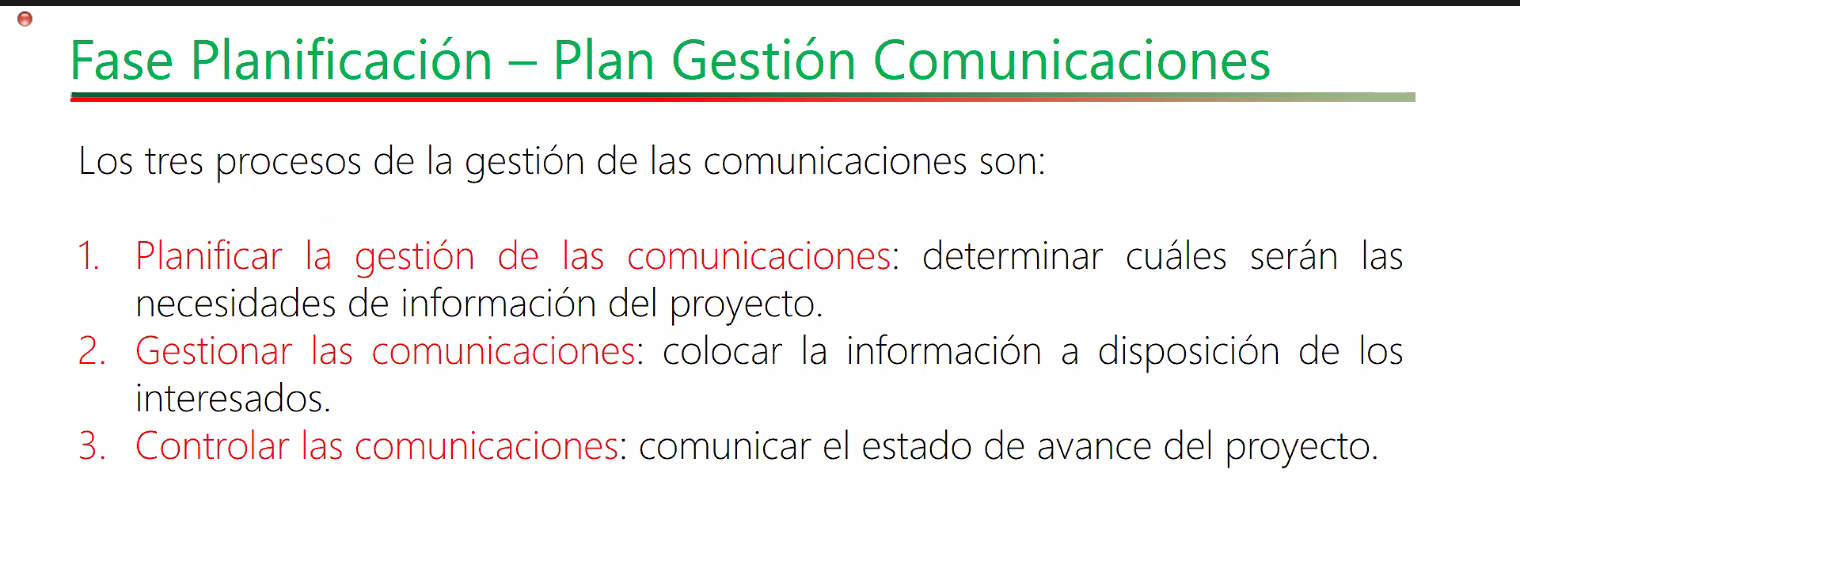 Fase Planificación – Plan Gestión Comunicaciones
Los tres procesos de la gestión de las comunicaciones son:
1. Planificar la gestión de las comunicaciones: determinar cuáles serán las
necesidades de información del proyecto.
2. Gestionar las comunicaciones: colocar la información a disposición de los
interesados.
3. Controlar las comunicaciones: comunicar el estado de avance del proyecto.